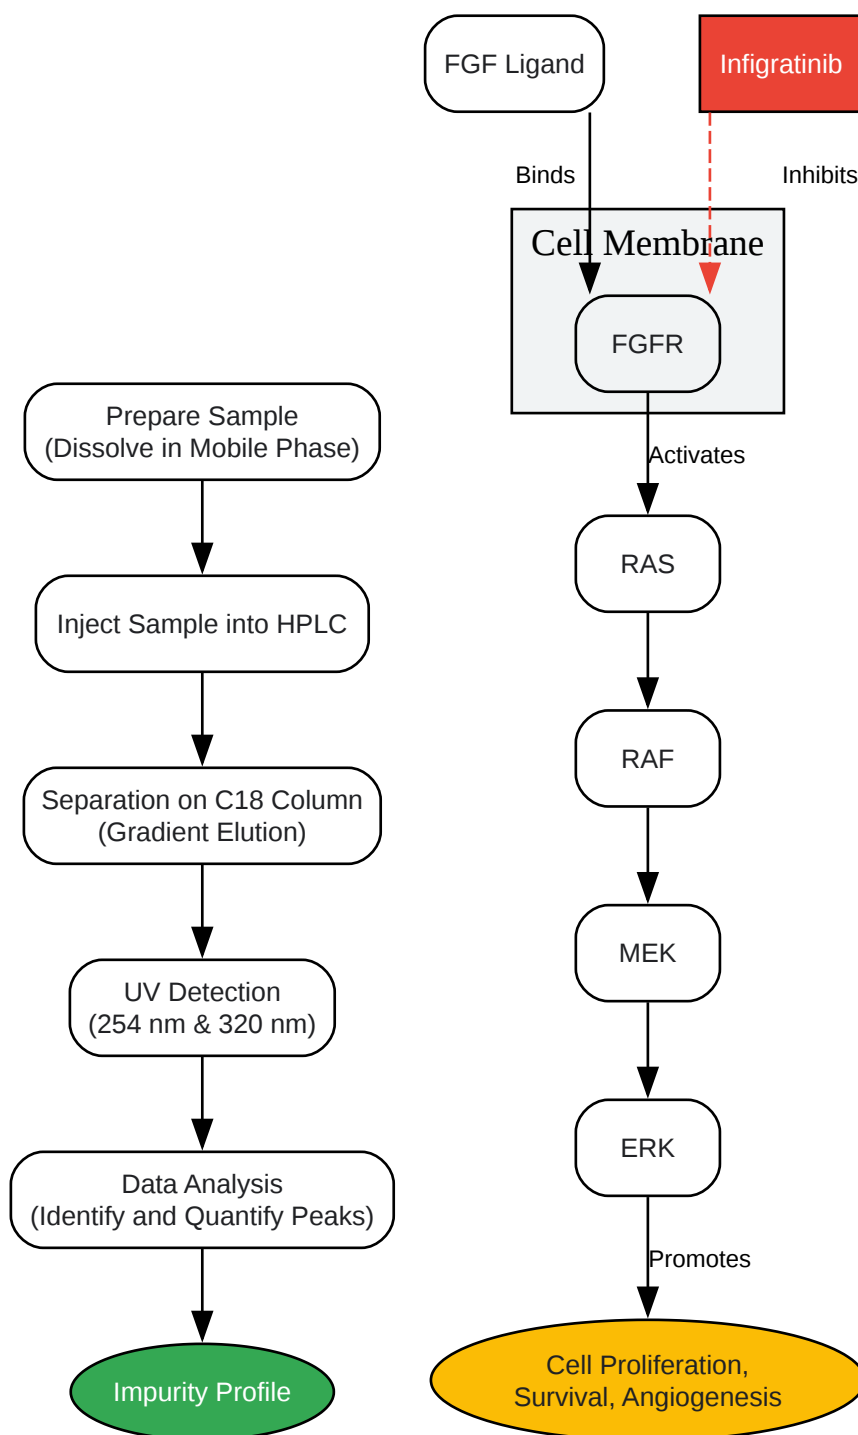 FGF Ligand
Infigratinib
Binds
Inhibits
Cell Membrane
FGFR
Activates
RAS
RAF
MEK
ERK
Promotes
Cell Proliferation,
Survival, Angiogenesis
Prepare Sample
(Dissolve in Mobile Phase)
Inject Sample into HPLC
Separation on C18 Column
(Gradient Elution)
UV Detection
(254 nm & 320 nm)
Data Analysis
(Identify and Quantify Peaks)
Impurity Profile